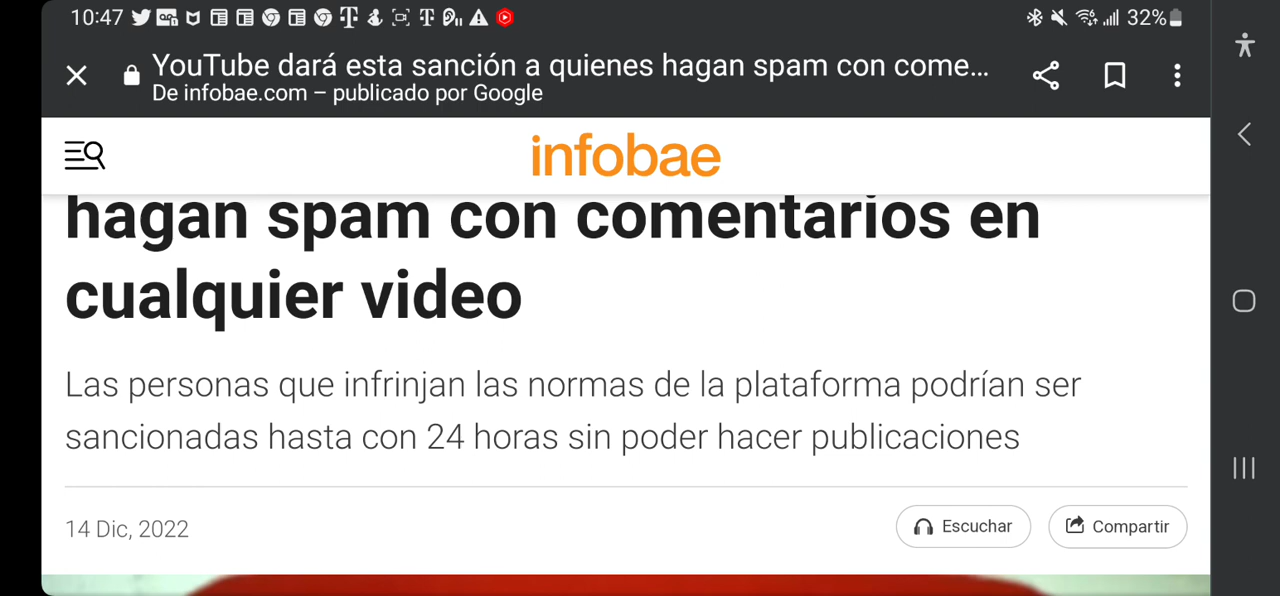 10:47
32%
YouTube dará esta sanción a quienes hagan spam con come...
De infobae.com – publicado por Google
infobae
hagan spam con comentarios en
cualquier video
Las personas que infrinjan las normas de la plataforma podrían ser
sancionadas hasta con 24 horas sin poder hacer publicaciones
14 Dic, 2022
Escuchar
Compartir